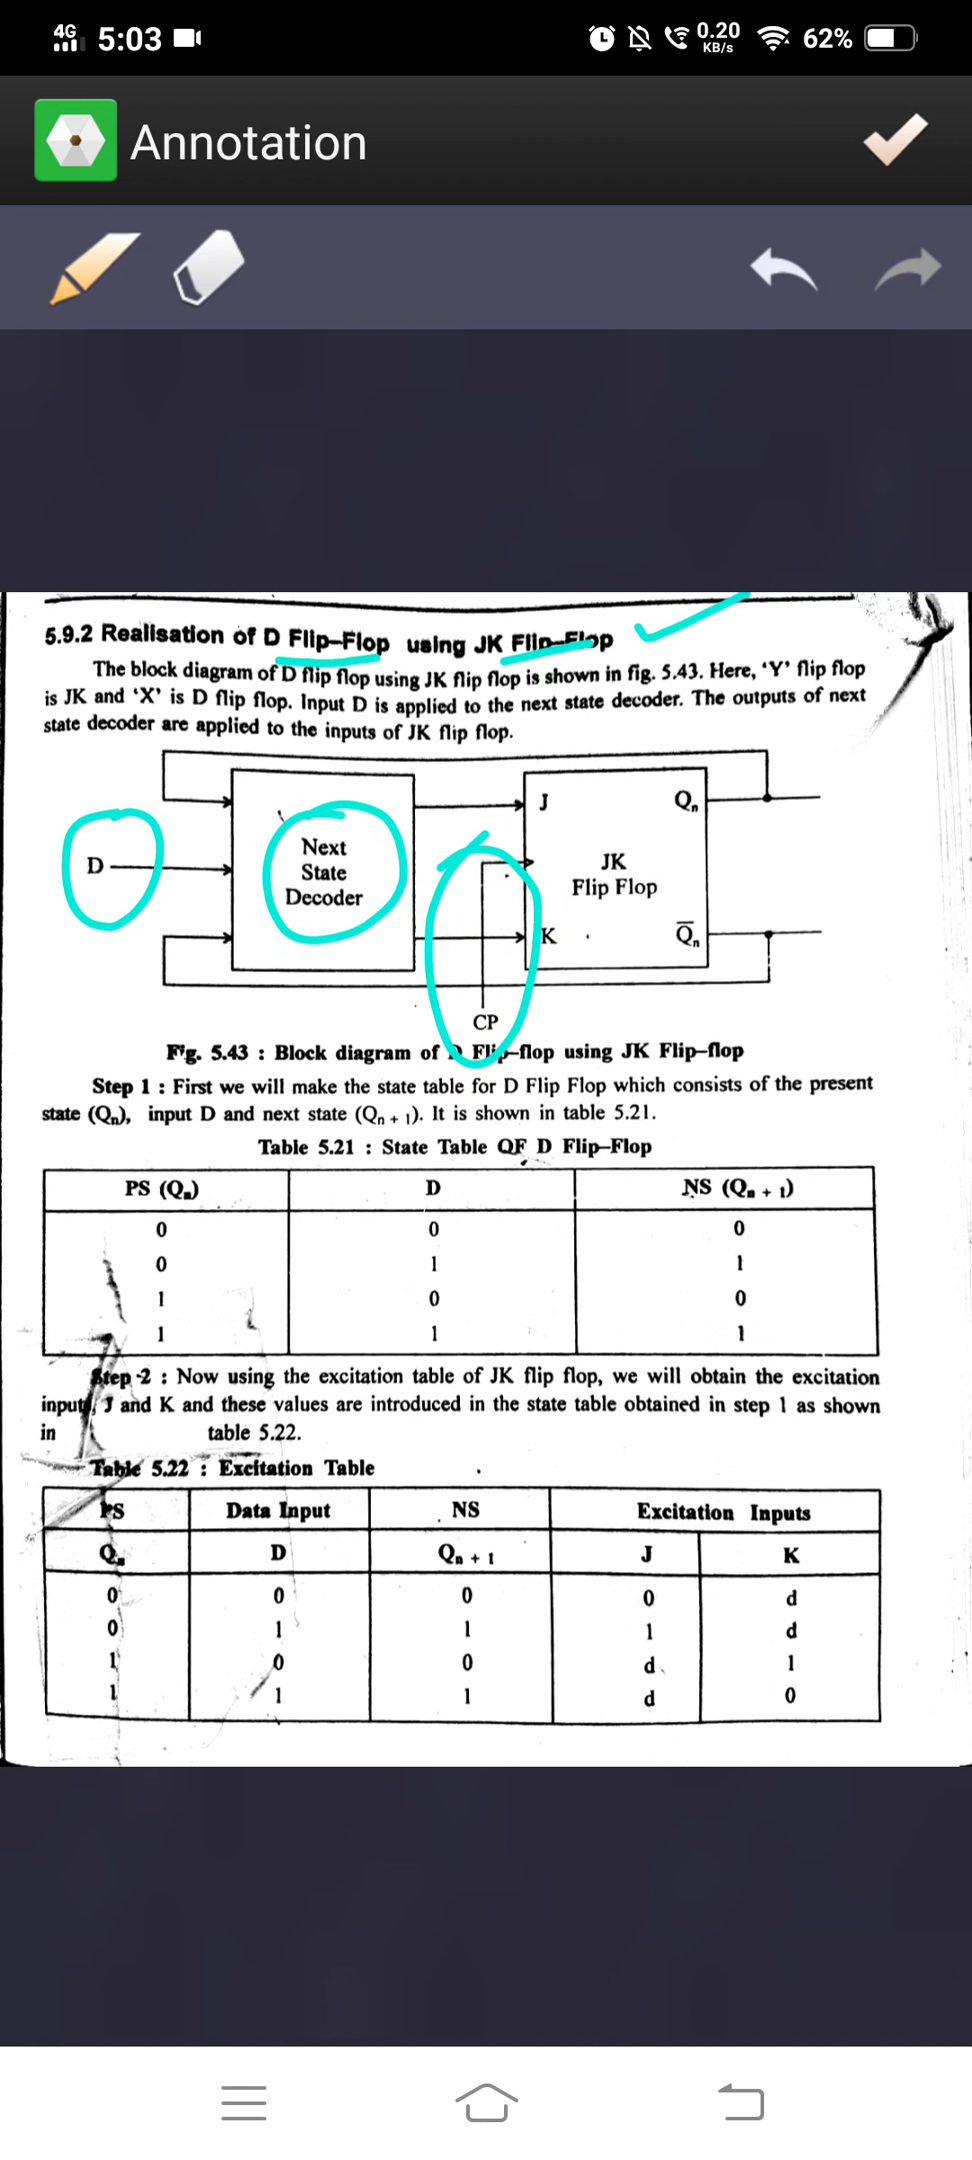 4G 5:03 0.20 KB/s 62%
Annotation
5.9.2 Realisation of D Flip-Flop using JK Flip-Flop
The block diagram of D flip flop using JK flip flop is shown in fig. 5.43. Here, 'Y' flip flop
is JK and 'X' is D flip flop. Input D is applied to the next state decoder. The outputs of next
state decoder are applied to the inputs of JK flip flop.
J Qn
D
Next
State
Decoder
JK
Flip Flop
K Q̅n
CP
Fig. 5.43 : Block diagram of D Flip-flop using JK Flip-flop
Step 1 : First we will make the state table for D Flip Flop which consists of the present
state (Qn), input D and next state (Qn + 1). It is shown in table 5.21.
Table 5.21 : State Table OF D Flip-Flop
PS (Qn) D NS (Qn + 1)
0 0 0
0 1 1
1 0 0
1 1 1
Step 2 : Now using the excitation table of JK flip flop, we will obtain the excitation
input, J and K and these values are introduced in the state table obtained in step 1 as shown
in table 5.22.
Table 5.22 : Excitation Table
PS Data Input NS Excitation Inputs
Qn D Qn + 1 J K
0 0 0 0 d
0 1 1 1 d
1 0 0 d 1
1 1 1 d 0